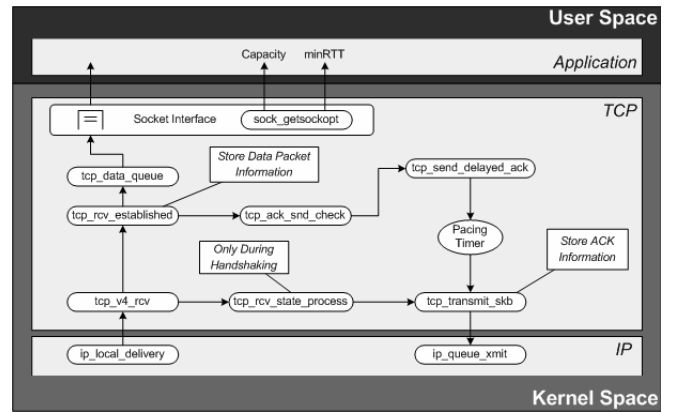 User Space
Capacity minRTT
Application
TCP
Socket Interface sock_getsockopt
Store Data Packet
Information
tcp_data_queue
tcp_send_delayed_ack
tcp_rcv_established tcp_ack_snd_check
Pacing
Timer
Store ACK
Information
Only During
Handshaking
tcp_v4_rcv tcp_rcv_state_process tcp_transmit_skb
ip_local_delivery ip_queue_xmit IP
Kernel Space